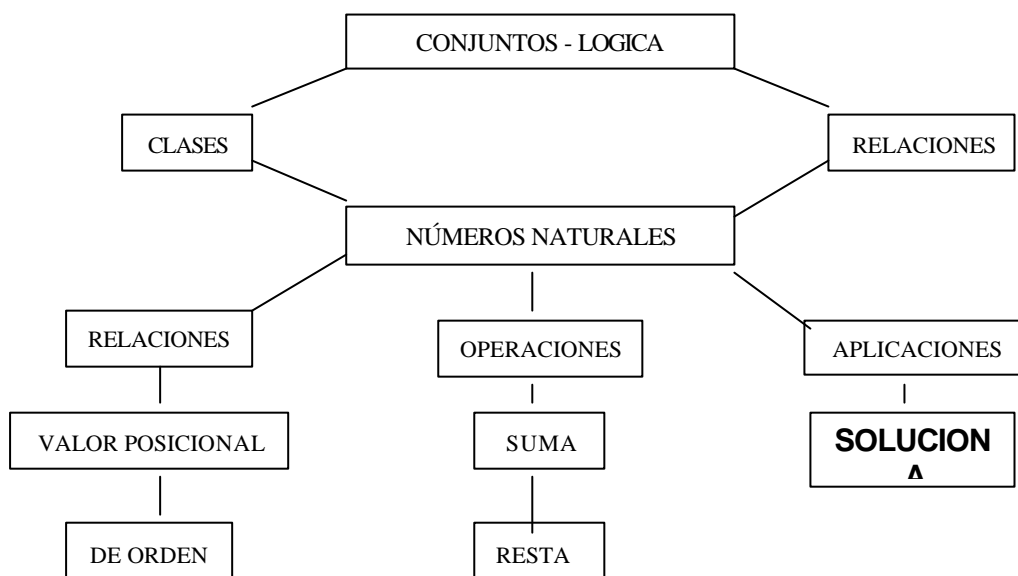 CONJUNTOS - LOGICA
CLASES
RELACIONES
NÚMEROS NATURALES
RELACIONES
OPERACIONES
APLICACIONES
VALOR POSICIONAL
SUMA
SOLUCION
A
DE ORDEN
RESTA